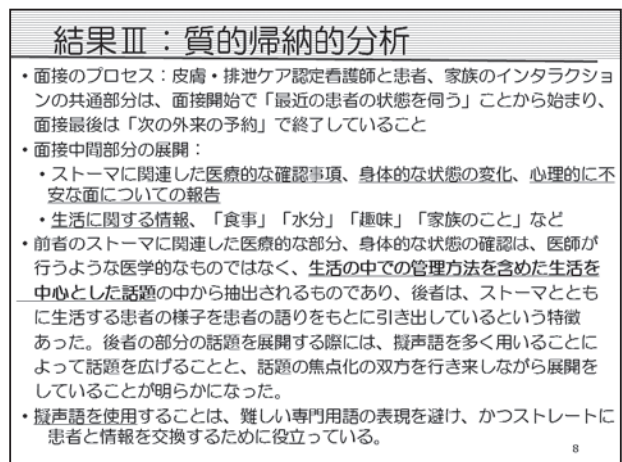 結果Ⅲ：質的帰納的分析
・面接のプロセス：皮膚・排泄ケア認定看護師と患者、家族のインタラクショ
ンの共通部分は、面接開始で「最近の患者の状態を伺う」ことから始まり、
面接最後は「次の外来の予約」で終了していること
・面接中間部分の展開：
・ストーマに関連した医療的な確認事項、身体的な状態の変化、心理的に不
安な面についての報告
・生活に関する情報、「食事」「水分」「趣味」「家族のこと」など
・前者のストーマに関連した医療的な部分、身体的な状態の確認は、医師が
行うような医学的なものではなく、生活の中での管理方法を含めた生活を
中心とした話題の中から抽出されるものであり、後者は、ストーマととも
に生活する患者の様子を患者の語りをもとに引き出しているという特徴
あった。後者の部分の話題を展開する際には、擬声語を多く用いることに
よって話題を広げることと、話題の焦点化の双方を行き来しながら展開を
していることが明らかになった。
・擬声語を使用することは、難しい専門用語の表現を避け、かつストレートに
患者と情報を交換するために役立っている。
8